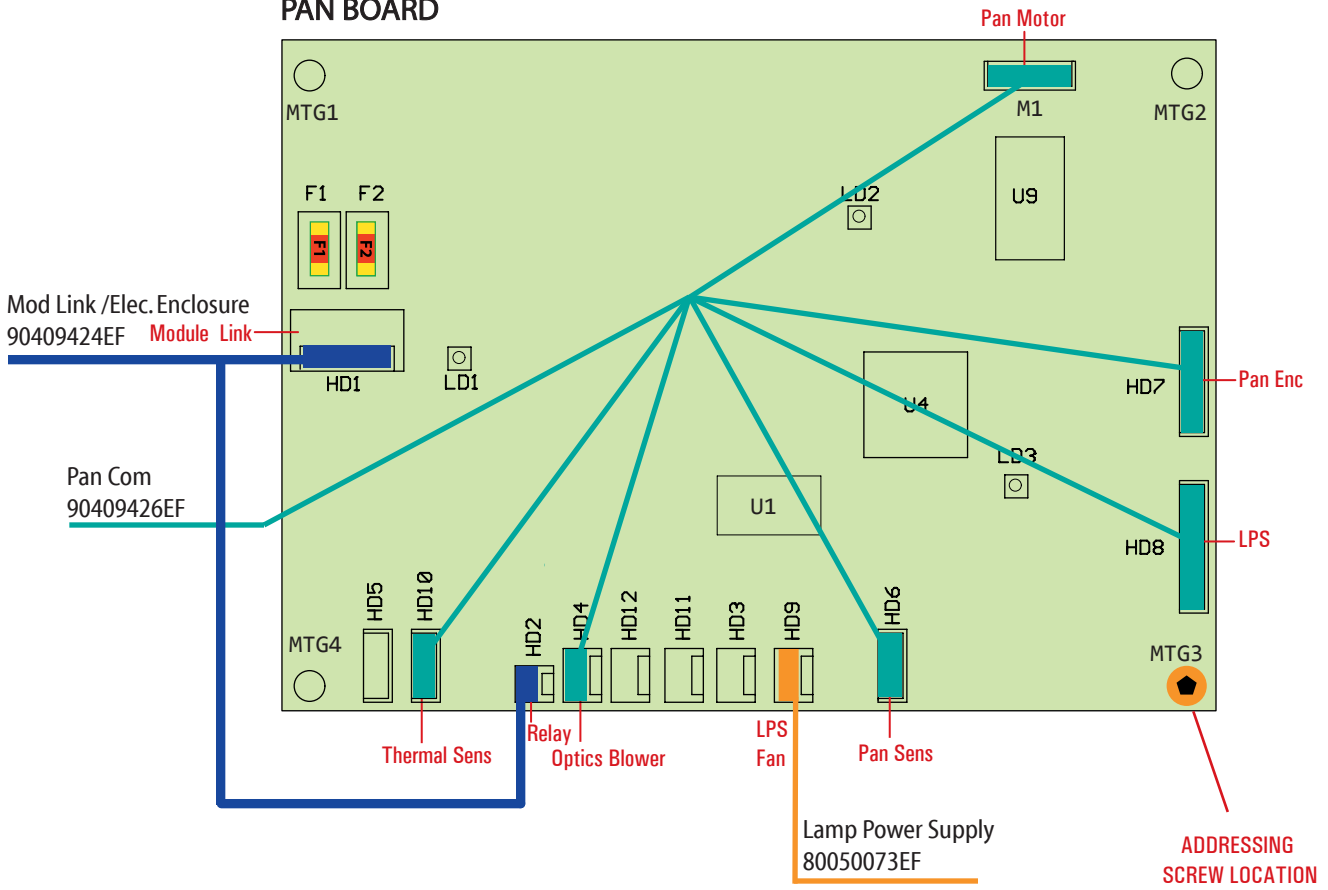 PAN BOARD
Pan Motor
MTG1
M1
MTG2
F1 F2
LD2
U9
F1
F2
Mod Link /Elec. Enclosure
90409424EF
Module Link
HD1
LD1
HD7
Pan Enc
U4
LD3
Pan Com
90409426EF
U1
HD8
LPS
HD5
HD10
HD2
HD4
HD12
HD11
HD3
HD9
HD6
MTG4
MTG3
Relay
Thermal Sens
Optics Blower
LPS
Fan
Pan Sens
Lamp Power Supply
80050073EF
ADDRESSING
SCREW LOCATION